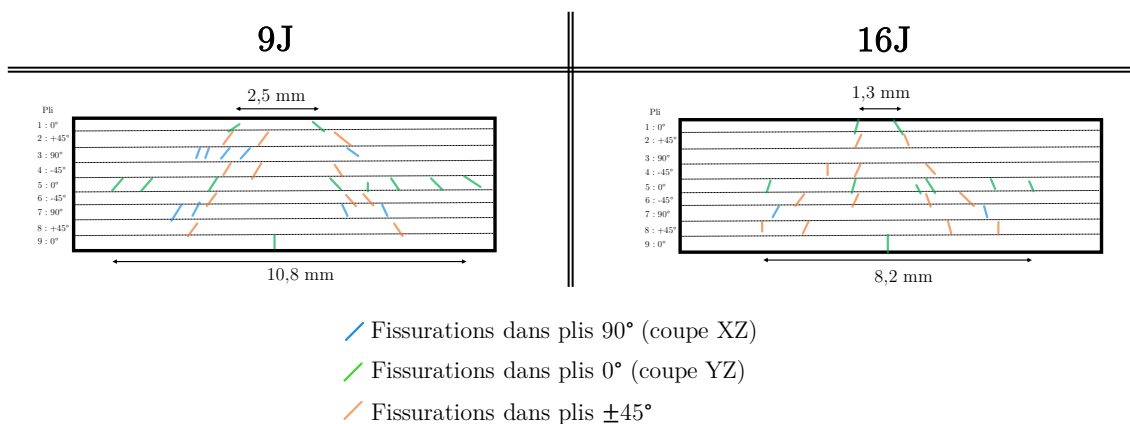 9J
16J
2,5 mm
1,3 mm
Pli
1 : 0°
2 : +45°
3 : 90°
4 : -45°
5 : 0°
6 : -45°
7 : 90°
8 : +45°
9 : 0°
Pli
1 : 0°
2 : +45°
3 : 90°
4 : -45°
5 : 0°
6 : -45°
7 : 90°
8 : +45°
9 : 0°
10,8 mm
8,2 mm
Fissurations dans plis 90° (coupe XZ)
Fissurations dans plis 0° (coupe YZ)
Fissurations dans plis ±45°